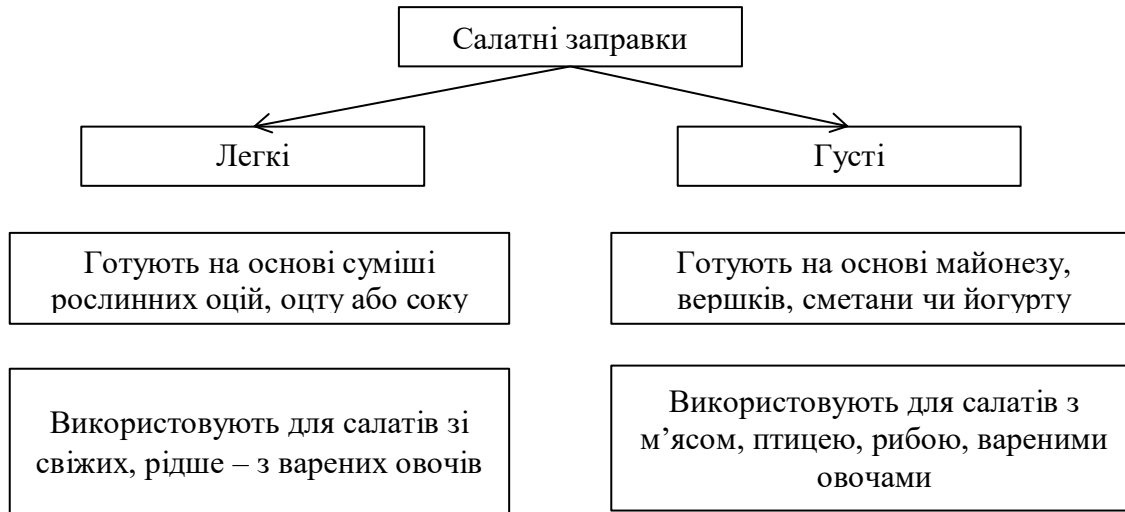 Салатні заправки
Легкі
Густі
Готують на основі суміші
рослинних оцій, оцту або соку
Готують на основі майонезу,
вершків, сметани чи йогурту
Використовують для салатів зі
свіжих, рідше – з варених овочів
Використовують для салатів з
м’ясом, птицею, рибою, вареними
овочами